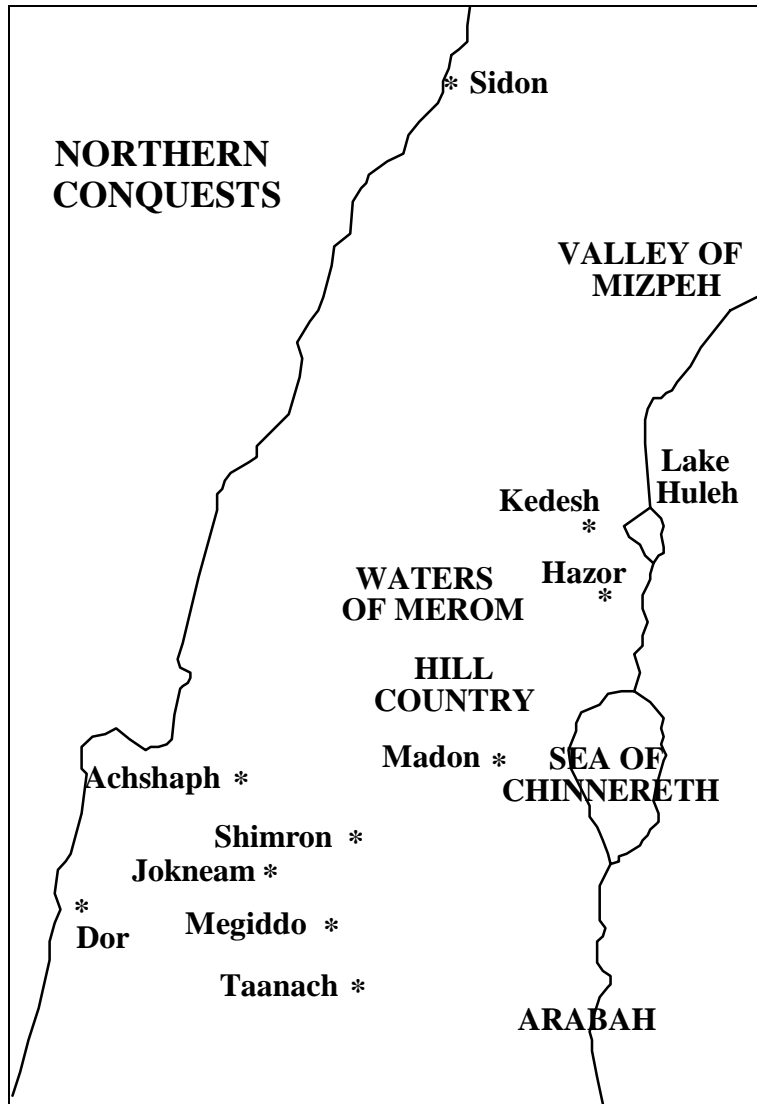 * Sidon
NORTHERN
CONQUESTS
VALLEY OF
MIZPEH
Lake
Huleh
Kedesh
*
Hazor
*
WATERS
OF MEROM
HILL
COUNTRY
Madon *
SEA OF
CHINNERETH
Achshaph *
Shimron *
Jokneam *
*
Dor
Megiddo *
Taanach *
ARABAH